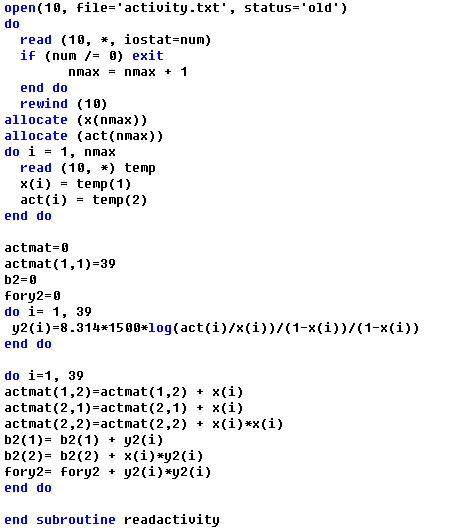 open(10, file='activity.txt', status='old')
do
  read (10, *, iostat=num)
  if (num /= 0) exit
        nmax = nmax + 1
  end do
  rewind (10)
allocate (x(nmax))
allocate (act(nmax))
do i = 1, nmax
  read (10, *) temp
  x(i) = temp(1)
  act(i) = temp(2)
end do

actmat=0
actmat(1,1)=39
b2=0
fory2=0
do i= 1, 39
 y2(i)=8.314*1500*log(act(i)/x(i))/(1-x(i))/(1-x(i))
end do

do i=1, 39
actmat(1,2)=actmat(1,2) + x(i)
actmat(2,1)=actmat(2,1) + x(i)
actmat(2,2)=actmat(2,2) + x(i)*x(i)
b2(1)= b2(1) + y2(i)
b2(2)= b2(2) + x(i)*y2(i)
fory2= fory2 + y2(i)*y2(i)
end do

end subroutine readactivity